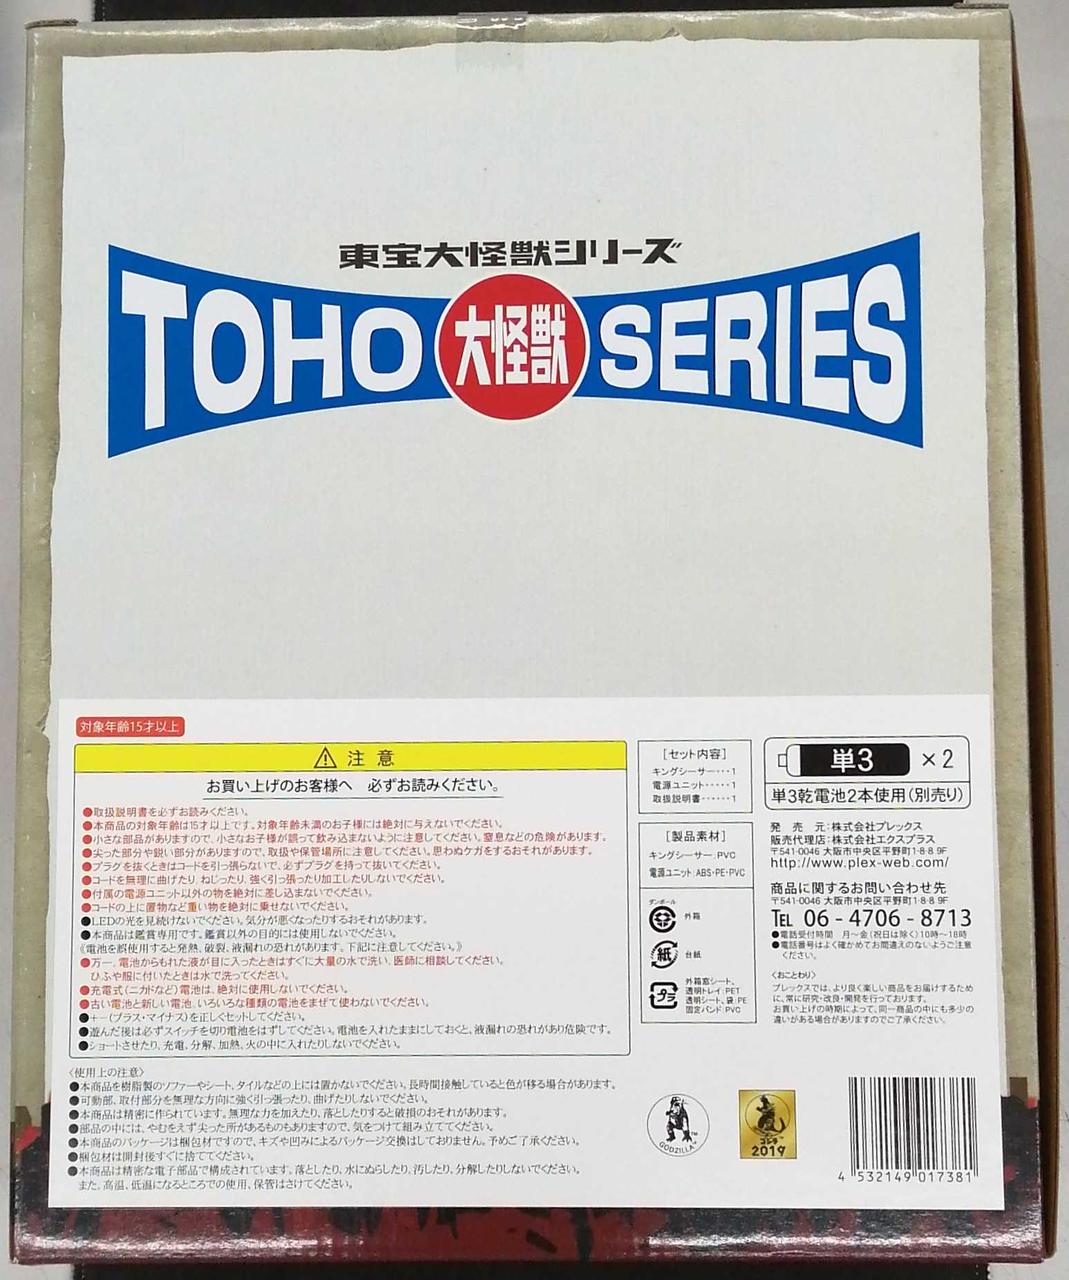 東宝大怪獣シリーズ
TOHO 大怪獣 SERIES
対象年齢15才以上
注 意
お買い上げのお客様へ 必ずお読みください。
●取扱説明書を必ずお読みください。
●本商品の対象年齢は15才以上です。対象年齢未満のお子様には絶対に与えないでください。
●小さな部品がありますので、小さなお子様が誤って飲み込まないように注意してください。窒息などの危険があります。
●尖った部分や鋭い部分がありますので、取扱や保管場所に注意してください。思わぬケガをするおそれがあります。
●プラグを抜くときはコードを引っ張らないで、必ずプラグを持って抜いてください。
●コードを無理に曲げたり、ねじったり、強く引っ張ったり加工したりしないでください。
●付属の電源ユニット以外の物を絶対に差し込まないでください。
●コードの上に置物など重い物を絶対に乗せないでください。
●LEDの光を見続けないでください。気分が悪くなったりするおそれがあります。
●本商品は鑑賞専用です。鑑賞以外の目的には使用しないでください。
《電池を誤使用すると発熱、破裂、液漏れの恐れがあります。下記に注意してください。》
●万一、電池からもれた液が目に入ったときはすぐに大量の水で洗い、医師に相談してください。
ひふや服に付いたときは水で洗ってください。
●充電式(ニカドなど)電池は、絶対に使用しないでください。
●古い電池と新しい電池、いろいろな種類の電池をまぜて使わないでください。
●+-(プラス・マイナス)を正しくセットしてください。
●遊んだ後は必ずスイッチを切り電池をはずしてください。電池を入れたままにしておくと、液漏れの恐れがあり危険です。
●ショートさせたり、充電、分解、加熱、火の中に入れたりしないでください。
〈使用上の注意〉
●本商品を樹脂製のソファーやシート、タイルなどの上には置かないでください。長時間接触していると色が移る場合があります。
●可動部、取付部分を無理な方向に強く引っ張ったり、曲げたりしないでください。
●本商品は精密に作られています。無理な力を加えたり、落としたりすると破損のおそれがあります。
●部品の中には、やむをえず尖った所があるものもありますので、気をつけて組み立ててください。
●本商品のパッケージは梱包材ですので、キズや凹みによるパッケージ交換はしておりません。予めご了承ください。
●梱包材は開封後すぐに捨ててください。
●本商品は精密な電子部品で構成されています。落としたり、水にぬらしたり、汚したり、分解したりしないでください。
また、高温、低温になるところでの使用、保管はさけてください。
[セット内容]
キングシーサー・・・1
電源ユニット・・・・・1
取扱説明書・・・・・・1
[製品素材]
キングシーサー:PVC
電源ユニット:ABS・PE・PVC
ダンボール
外箱
紙
台紙
プラ
外箱窓シート、
透明トレイ:PET
透明シート、袋:PE
固定バンド:PVC
単3 ×2
単3乾電池2本使用(別売り)
発 売 元:株式会社プレックス
販売代理店:株式会社エクスプラス
〒541-0046 大阪市中央区平野町1-8-8 9F
http://www.plex-web.com/
商品に関するお問い合わせ先
〒541-0046 大阪市中央区平野町1-8-8 9F
TEL 06-4706-8713
●電話受付時間 月〜金(祝日は除く)10時〜18時
●電話番号はよく確かめてお間違えのないようご注意
ください。
〈おことわり〉
プレックスでは、より良く楽しい商品をお届けするため
に、常に研究・改良・開発を行っております。
お買い上げの時期によって、同一商品の中にも多少の
違いがある場合がありますのでご了承ください。
GODZILLA TM
ゴジラ
2019
4 532149 017381